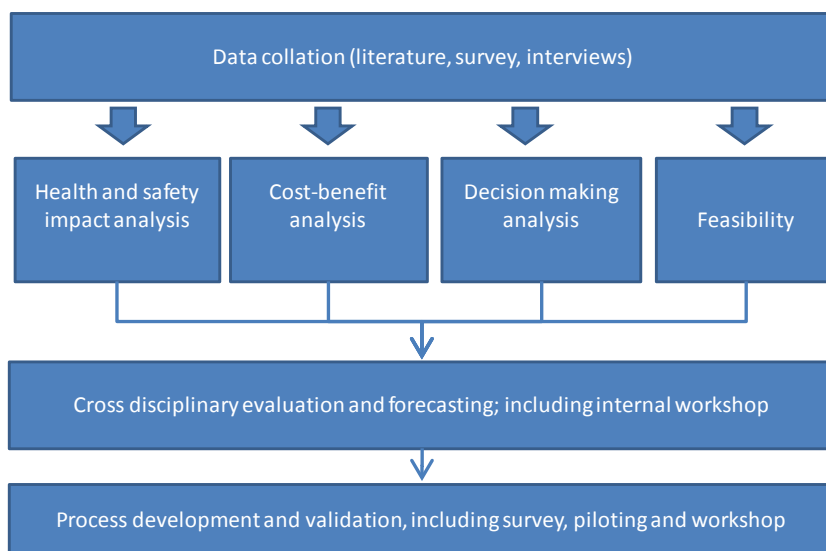 Data collation (literature, survey, interviews)
Health and safety
impact analysis
Cost-benefit
analysis
Decision making
analysis
Feasibility
Cross disciplinary evaluation and forecasting; including internal workshop
Process development and validation, including survey, piloting and workshop